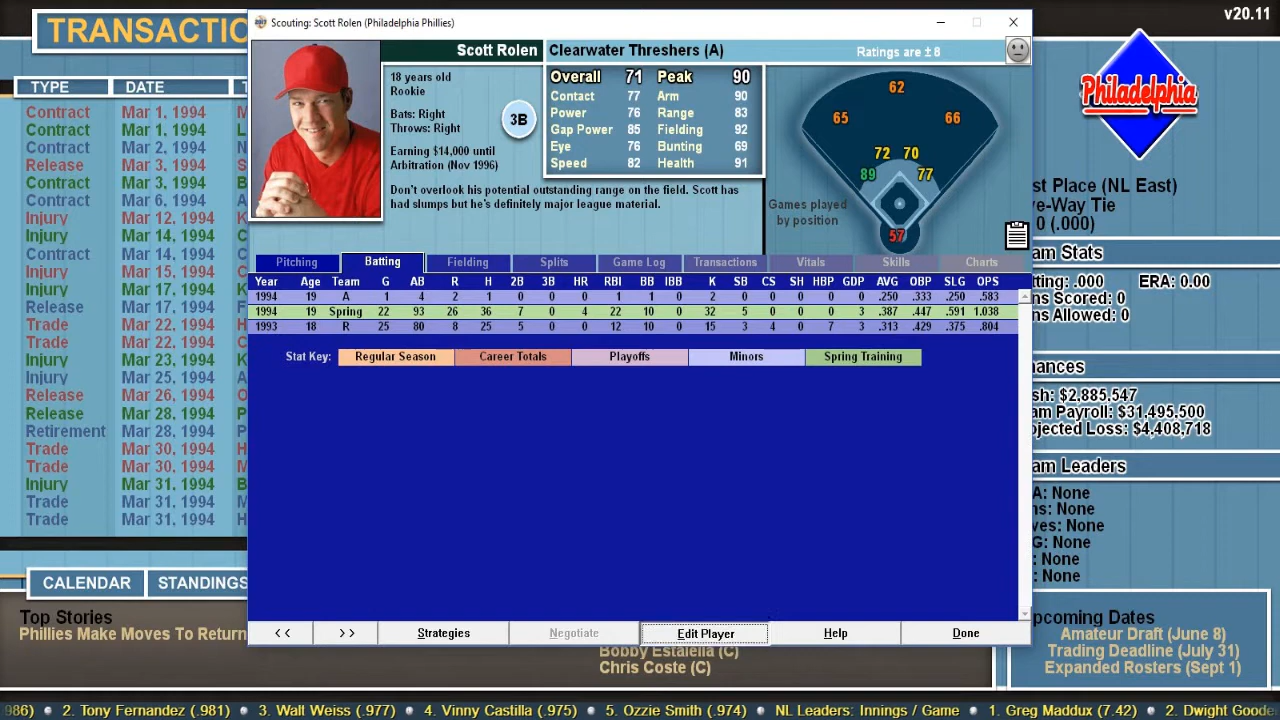 TRANSACTIO
v20.11
Scouting: Scott Rolen (Philadelphia Phillies)
Scott Rolen
Clearwater Threshers (A)
Ratings are ± 8
18 years old
Rookie
Bats: Right
Throws: Right
Earning $14,000 until
Arbitration (Nov 1996)
3B
Overall 71 Peak 90
Contact 77 Arm 90
Power 76 Range 83
Gap Power 85 Fielding 92
Eye 76 Bunting 69
Speed 82 Health 91
Don't overlook his potential outstanding range on the field. Scott has
had slumps but he's definitely major league material.
62
65 66
72 70
89 77
57
Games played
by position
Philadelphia
TYPE DATE T
Contract Mar 1, 1994 M
Contract Mar 1, 1994 L
Contract Mar 2, 1994 N
Release Mar 3, 1994 S
Contract Mar 3, 1994 C
Contract Mar 6, 1994 A
Injury Mar 12, 1994 K
Injury Mar 14, 1994 C
Contract Mar 14, 1994 C
Injury Mar 15, 1994 C
Injury Mar 17, 1994 K
Release Mar 17, 1994 F
Trade Mar 22, 1994 C
Injury Mar 23, 1994 K
Injury Mar 25, 1994 A
Release Mar 26, 1994 O
Release Mar 28, 1994 P
Retirement Mar 28, 1994 P
Trade Mar 30, 1994 H
Trade Mar 30, 1994 M
Injury Mar 31, 1994 B
Trade Mar 31, 1994 M
Trade Mar 31, 1994 H
Pitching Batting Fielding Splits Game Log Transactions Vitals Skills Charts
Year Age Team G AB R H 2B 3B HR RBI BB IBB K SB CS SH HBP GDP AVG OBP SLG OPS
1994 19 A 1 4 2 1 0 0 0 1 1 0 2 0 0 0 0 0 .250 .333 .250 .583
1994 19 Spring 22 93 26 36 7 0 4 22 10 0 32 5 0 0 0 3 .387 .447 .591 1.038
1993 18 R 25 80 8 25 5 0 0 12 10 0 15 3 4 0 7 3 .313 .429 .375 .804
Stat Key: Regular Season Career Totals Playoffs Minors Spring Training
<< >> Strategies Negotiate Edit Player Help Done
st Place (NL East)
e-Way Tie
0 (.000)
am Stats
tting: .000 ERA: 0.00
ns Scored: 0
ns Allowed: 0
nances
sh: $2,885,547
am Payroll: $31,495,500
ojected Loss: $4,408,718
am Leaders
A: None
ns: None
ves: None
G: None
: None
: None
CALENDAR STANDINGS
Top Stories
Phillies Make Moves To Return
Bobby Estalella (C)
Chris Coste (C)
pcoming Dates
Amateur Draft (June 8)
Trading Deadline (July 31)
Expanded Rosters (Sept 1)
986) 2. Tony Fernandez (.981) 3. Walt Weiss (.977) 4. Vinny Castilla (.975) 5. Ozzie Smith (.974) NL Leaders: Innings / Game 1. Greg Maddux (7.42) 2. Dwight Goode